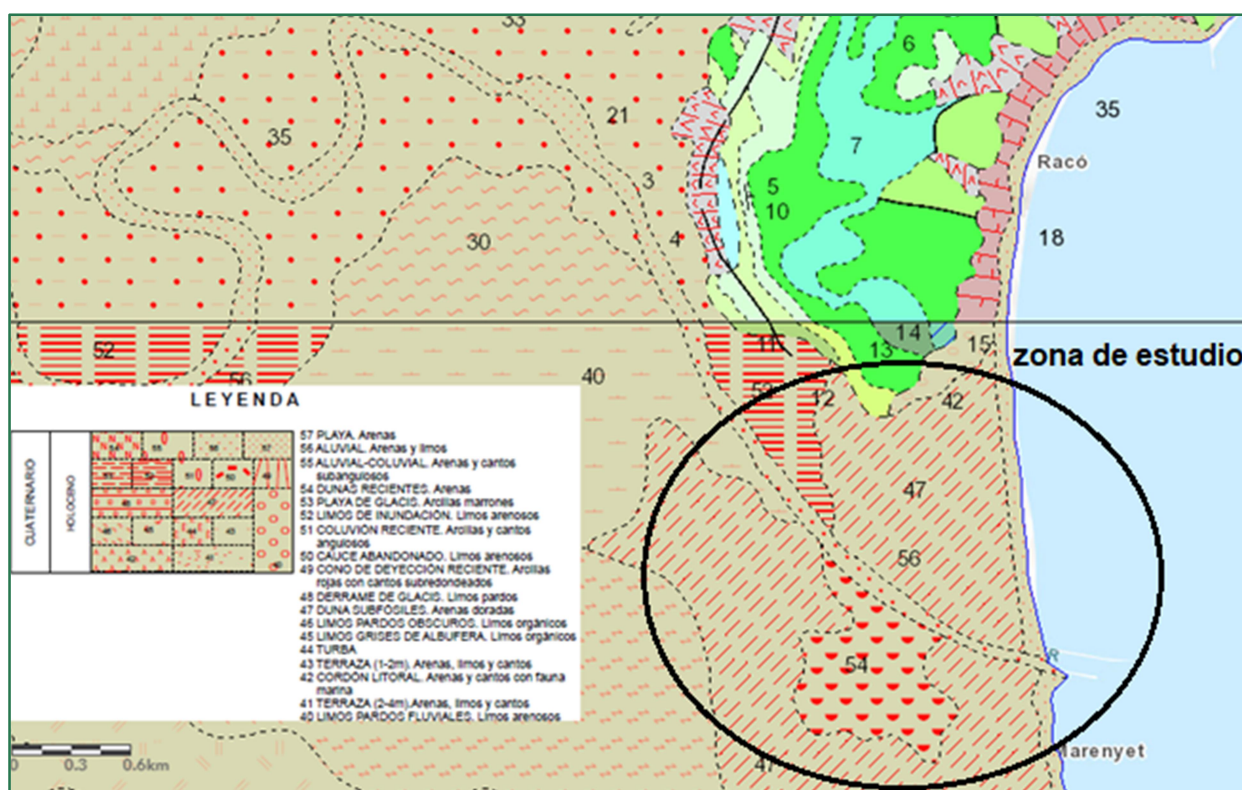 33
6
35
21
35
7
Racó
3
5
10
30
4
18
14
52
11
13
15
zona de estudio
56
40
52
12
42
LEYENDA
47
CUATERNARIO
HOLOCENO
57 PLAYA. Arenas
56 ALUVIAL. Arenas y limos
55 ALUVIAL-COLUVIAL. Arenas y cantos
subangulosos
54 DUNAS RECIENTES. Arenas
53 PLAYA DE GLACIS. Arcillas marrones
52 LIMOS DE INUNDACIÓN. Limos arenosos
51 COLUVIÓN RECIENTE. Arcillas y cantos
angulosos
50 CAUCE ABANDONADO. Limos arenosos
49 CONO DE DEYECCIÓN RECIENTE. Arcillas
rojas con cantos subredondeados
48 DERRAME DE GLACIS. Limos pardos
47 DUNA SUBFÓSILES. Arenas doradas
46 LIMOS PARDOS OBSCUROS. Limos orgánicos
45 LIMOS GRISES DE ALBUFERA. Limos orgánicos
44 TURBA
43 TERRAZA (1-2m). Arenas, limos y cantos
42 CORDÓN LITORAL. Arenas y cantos con fauna
marina
41 TERRAZA (2-4m).Arenas, limos y cantos
40 LIMOS PARDOS FLUVIALES. Limos arenosos
56
54
R
0 0.3 0.6km
Marenyet
47